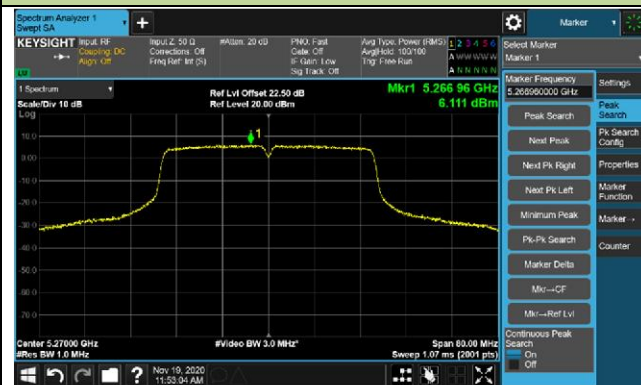 Spectrum Analyzer 1
Swept SA
Marker
KEYSIGHT
Input: RF
Coupling: DC
Align: Off
Input Z: 50 Ω
Corrections: Off
Freq Ref: Int (S)
#Atten: 20 dB
PNO: Fast
Gate: Off
IF Gain: Low
Sig Track: Off
Avg Type: Power (RMS)
Avg|Hold: 100/100
Trig: Free Run
1 2 3 4 5 6
A W W W W W
A N N N N N
Select Marker
Marker 1
LXI
1 Spectrum
Scale/Div 10 dB
Log
Ref Lvl Offset 22.50 dB
Ref Level 20.00 dBm
Mkr1 5.266 96 GHz
6.111 dBm
Marker Frequency
5.266960000 GHz
Settings
Peak Search
Next Peak
Next Pk Right
Next Pk Left
Minimum Peak
Pk-Pk Search
Marker Delta
Mkr→CF
Mkr→Ref Lvl
Continuous Peak
Search
On
Off
Peak
Search
Pk Search
Config
Properties
Marker
Function
Marker→
Counter
10.0
0.00
-10.0
-20.0
-30.0
-40.0
-50.0
-60.0
-70.0
1
Center 5.27000 GHz
#Res BW 1.0 MHz
#Video BW 3.0 MHz*
Span 80.00 MHz
Sweep 1.07 ms (2001 pts)
Nov 19, 2020
11:53:04 AM